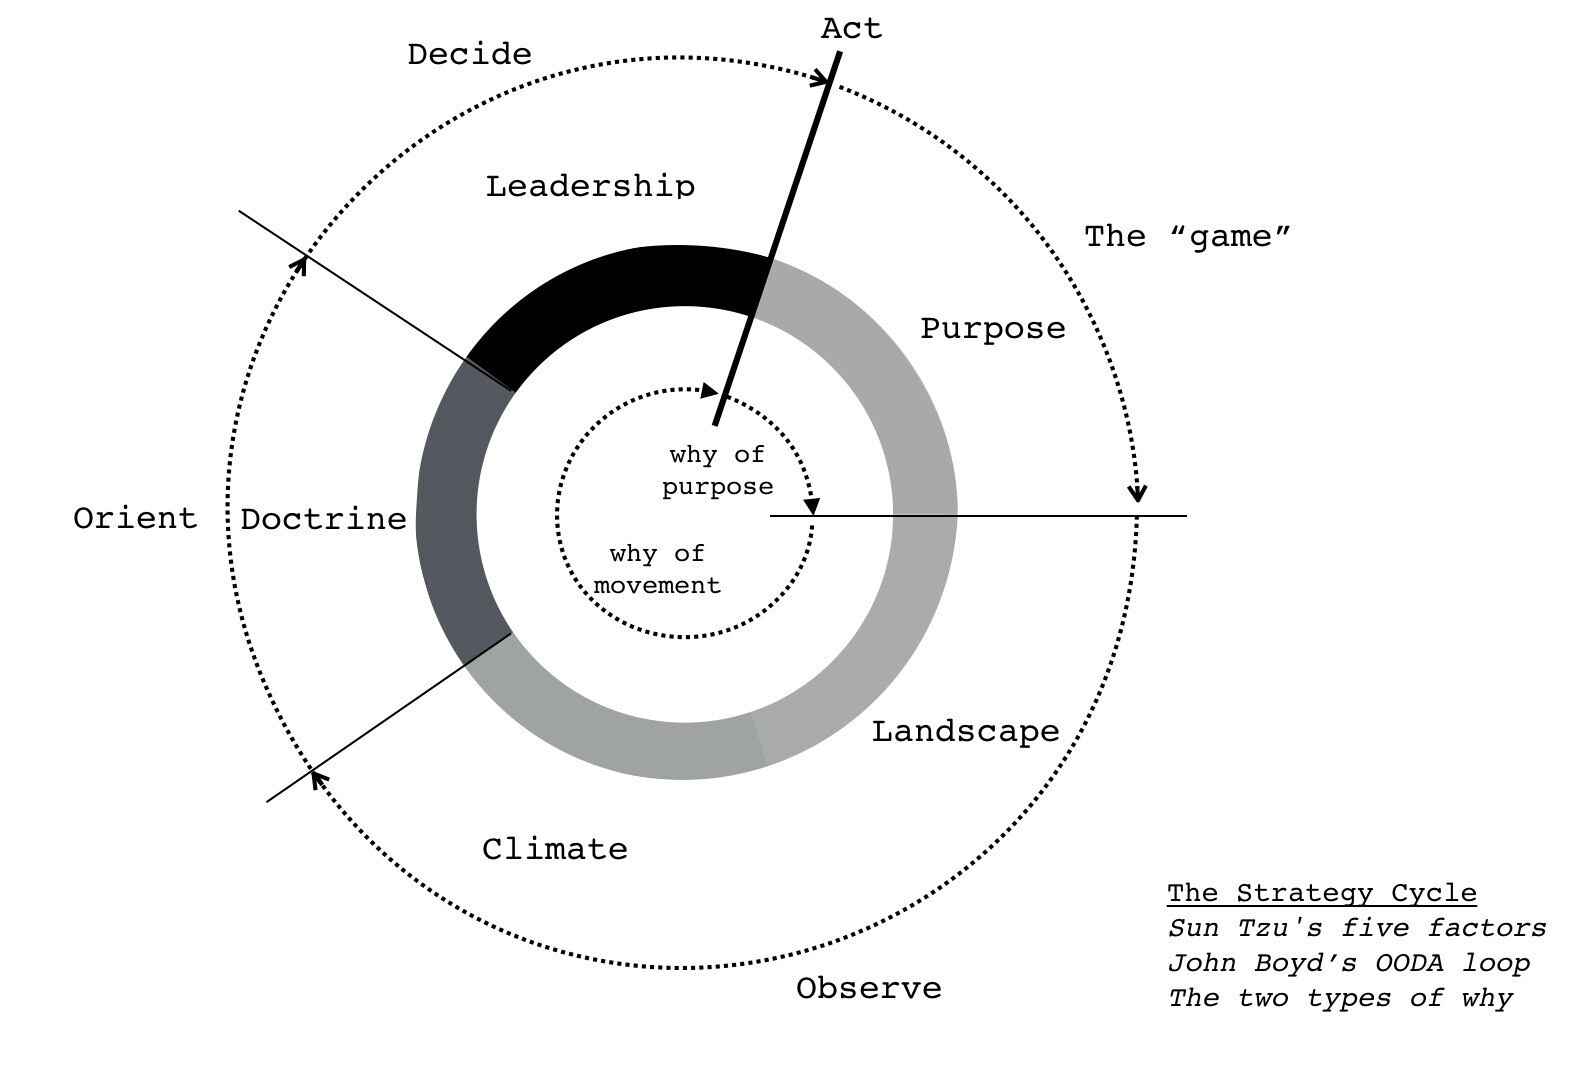 Act
Decide
Leadership
The “game”
Purpose
why of
purpose
Orient
Doctrine
why of
movement
Landscape
Climate
Observe
The Strategy Cycle
Sun Tzu's five factors
John Boyd’s OODA loop
The two types of why